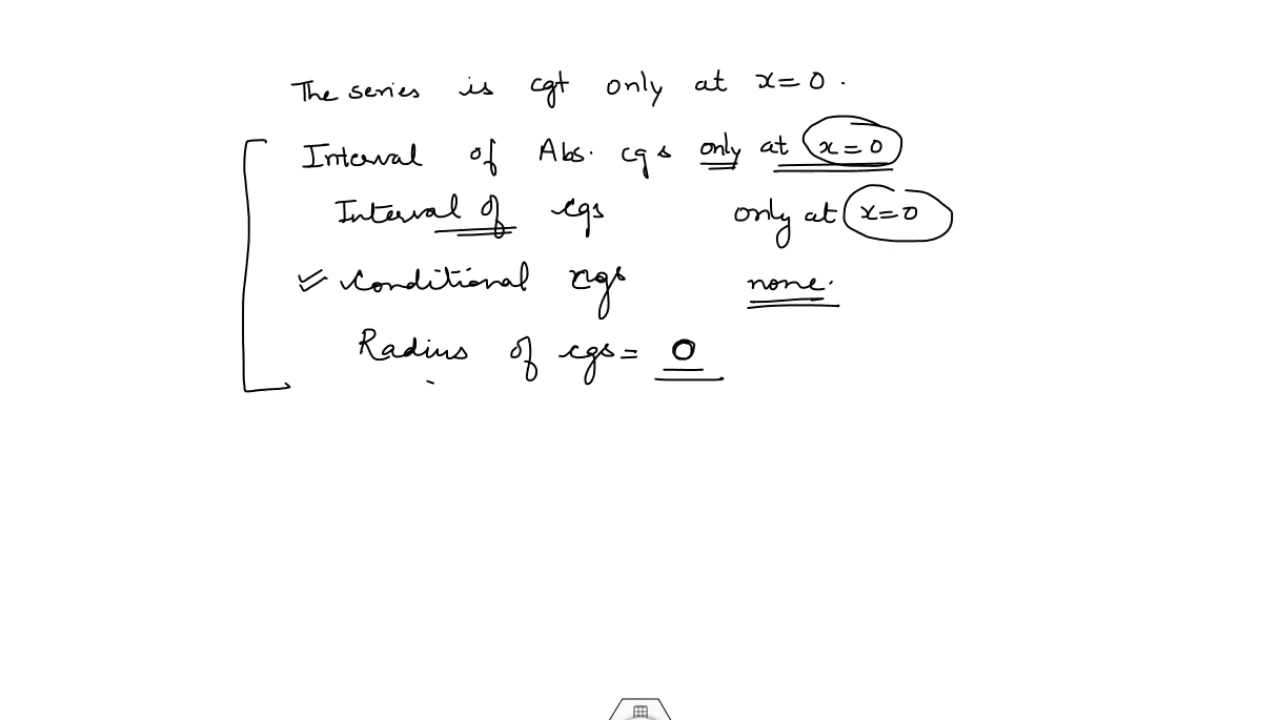 The series is cgt only at x=0.
Interval of Abs. cgs only at x=0
Interval of cgs only at x=0
Conditional cgs none.
Radius of cgs = 0